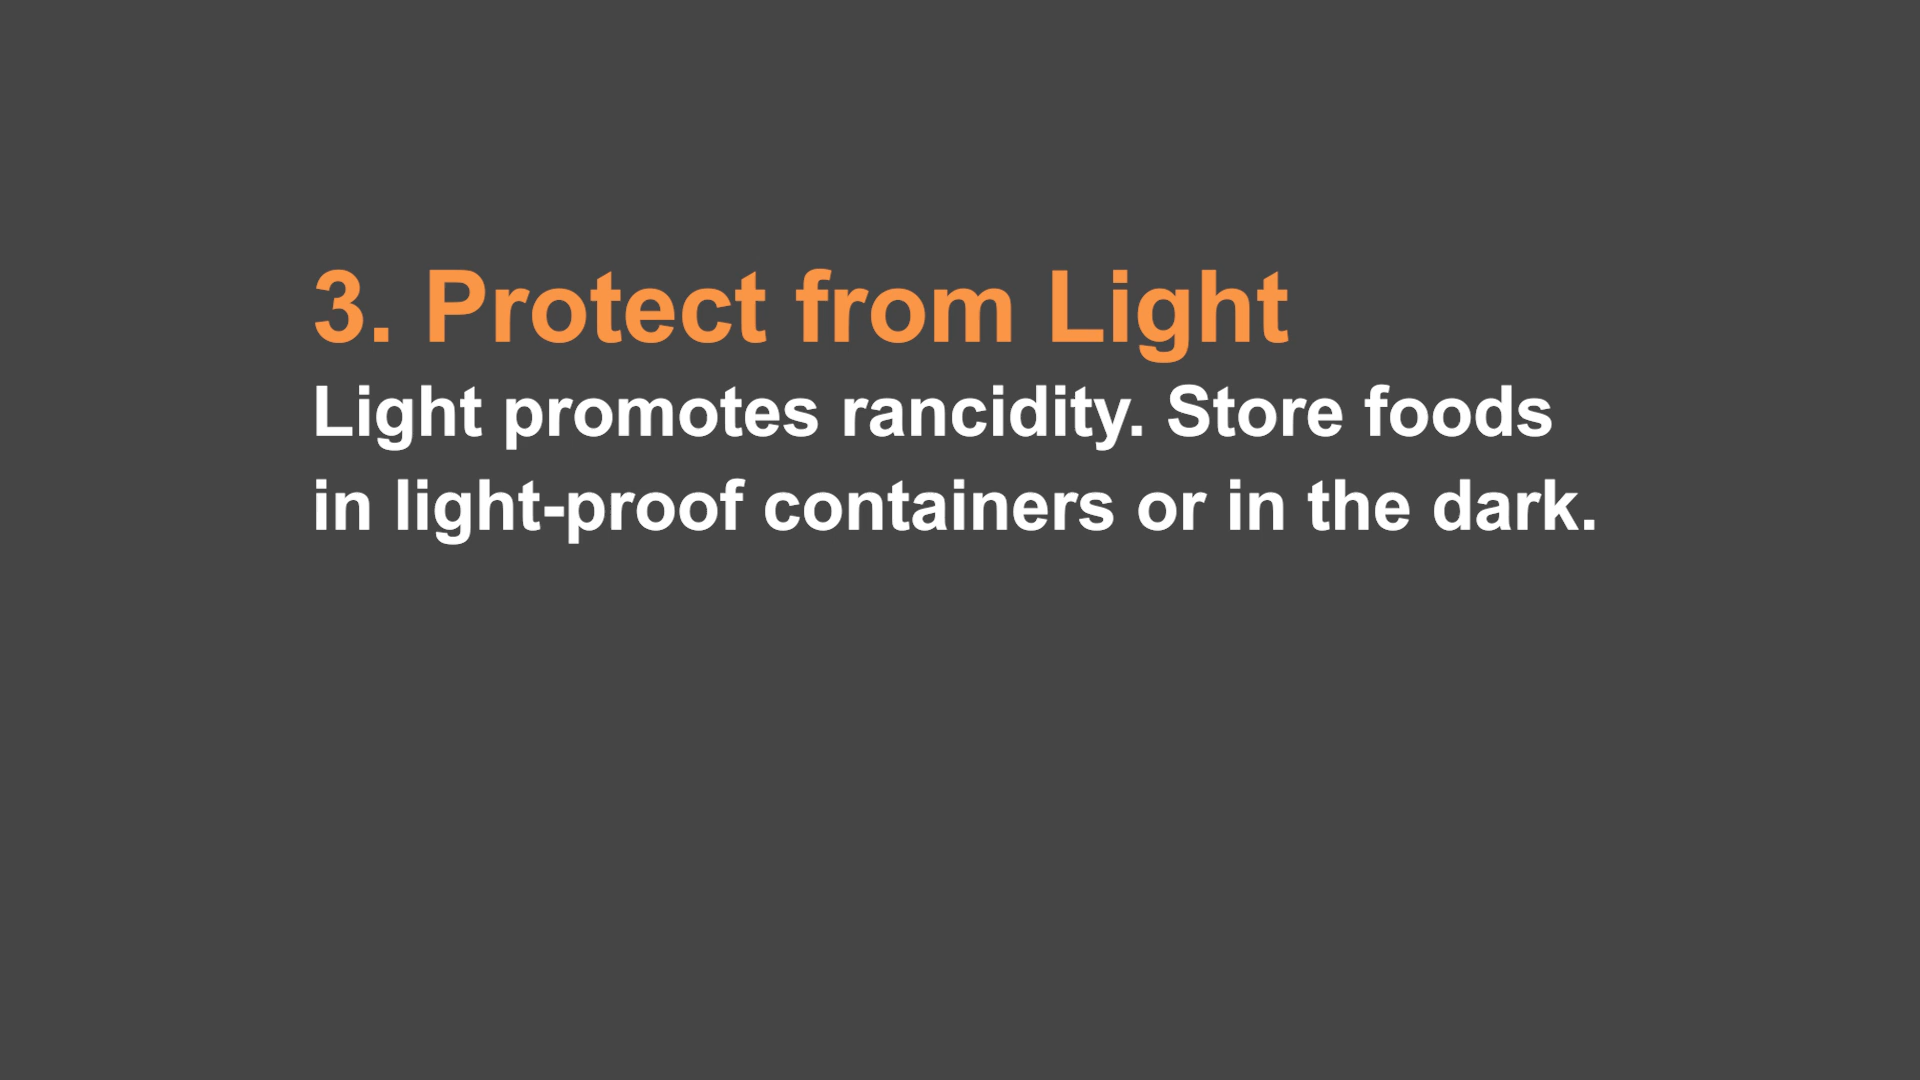 3. Protect from Light
Light promotes rancidity. Store foods
in light-proof containers or in the dark.